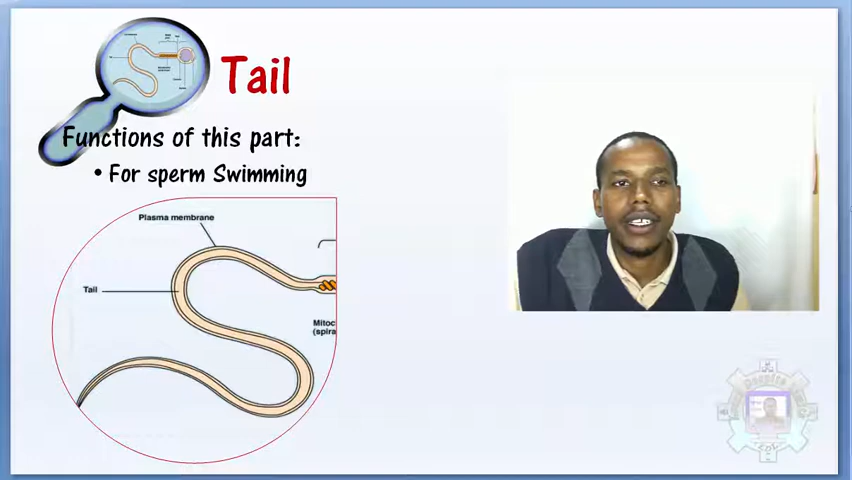 Tail
Functions of this part:
• For sperm Swimming
Plasma membrane
Tail
Mitoc
(spira